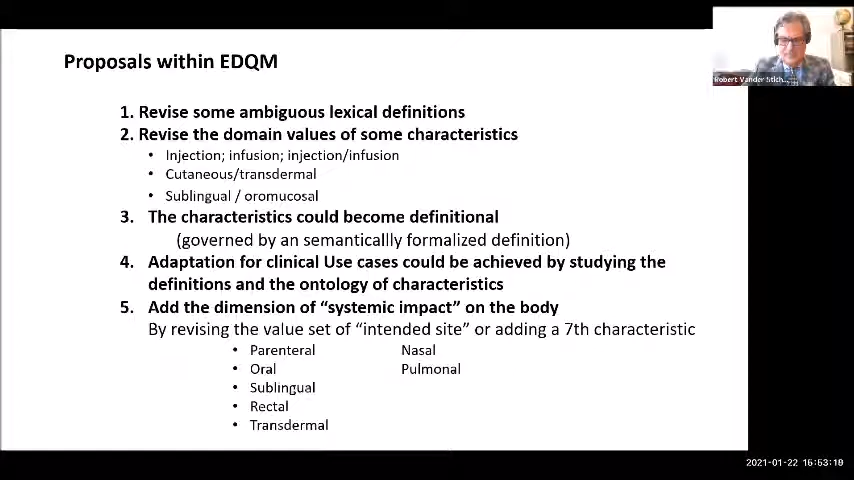 Proposals within EDQM
Robert Vander Stich...
1. Revise some ambiguous lexical definitions
2. Revise the domain values of some characteristics
• Injection; infusion; injection/infusion
• Cutaneous/transdermal
• Sublingual / oromucosal
3. The characteristics could become definitional
(governed by an semanticallly formalized definition)
4. Adaptation for clinical Use cases could be achieved by studying the
definitions and the ontology of characteristics
5. Add the dimension of “systemic impact” on the body
By revising the value set of “intended site” or adding a 7th characteristic
• Parenteral Nasal
• Oral Pulmonal
• Sublingual
• Rectal
• Transdermal
2021-01-22 16:53:18